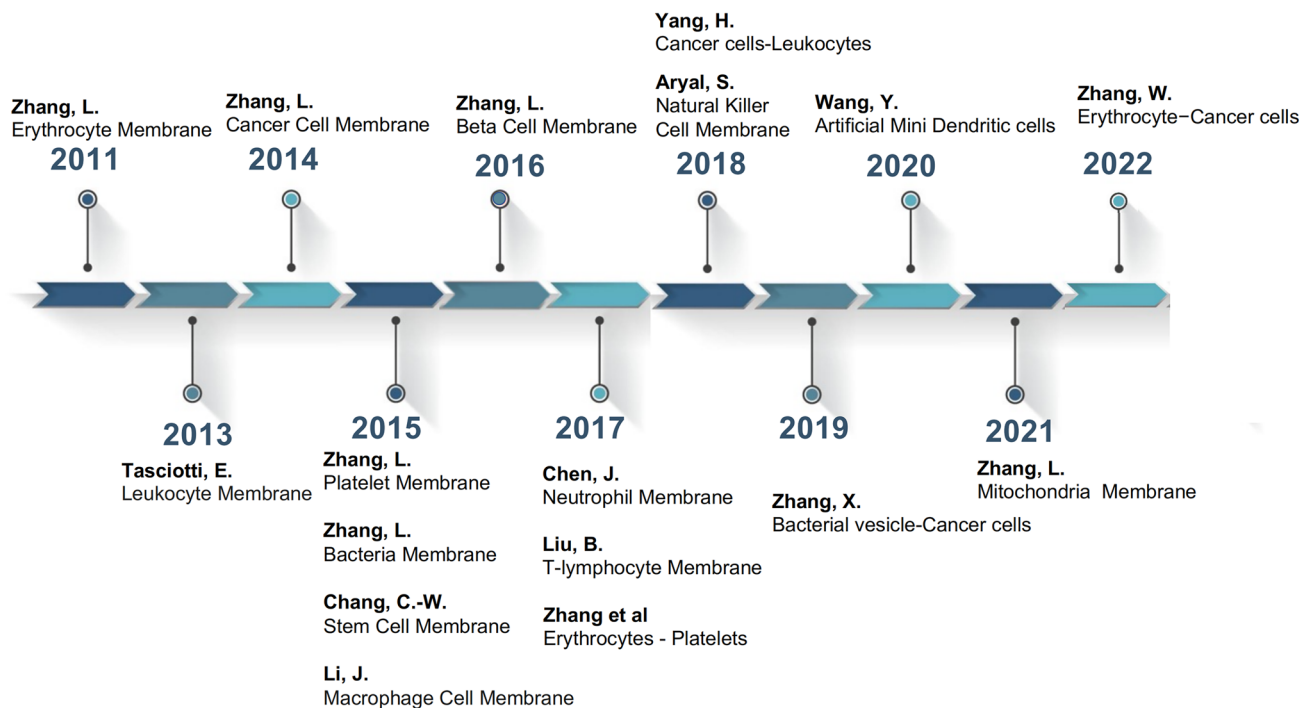 Zhang, L.
Erythrocyte Membrane
2011
Tasciotti, E.
Leukocyte Membrane
2013
Zhang, L.
Cancer Cell Membrane
2014
2015
Zhang, L.
Platelet Membrane
Zhang, L.
Bacteria Membrane
Chang, C.-W.
Stem Cell Membrane
Li, J.
Macrophage Cell Membrane
Zhang, L.
Beta Cell Membrane
2016
2017
Chen, J.
Neutrophil Membrane
Liu, B.
T-lymphocyte Membrane
Zhang et al
Erythrocytes - Platelets
Yang, H.
Cancer cells-Leukocytes
Aryal, S.
Natural Killer
Cell Membrane
2018
2019
Zhang, X.
Bacterial vesicle-Cancer cells
Wang, Y.
Artificial Mini Dendritic cells
2020
2021
Zhang, L.
Mitochondria  Membrane
Zhang, W.
Erythrocyte−Cancer cells
2022